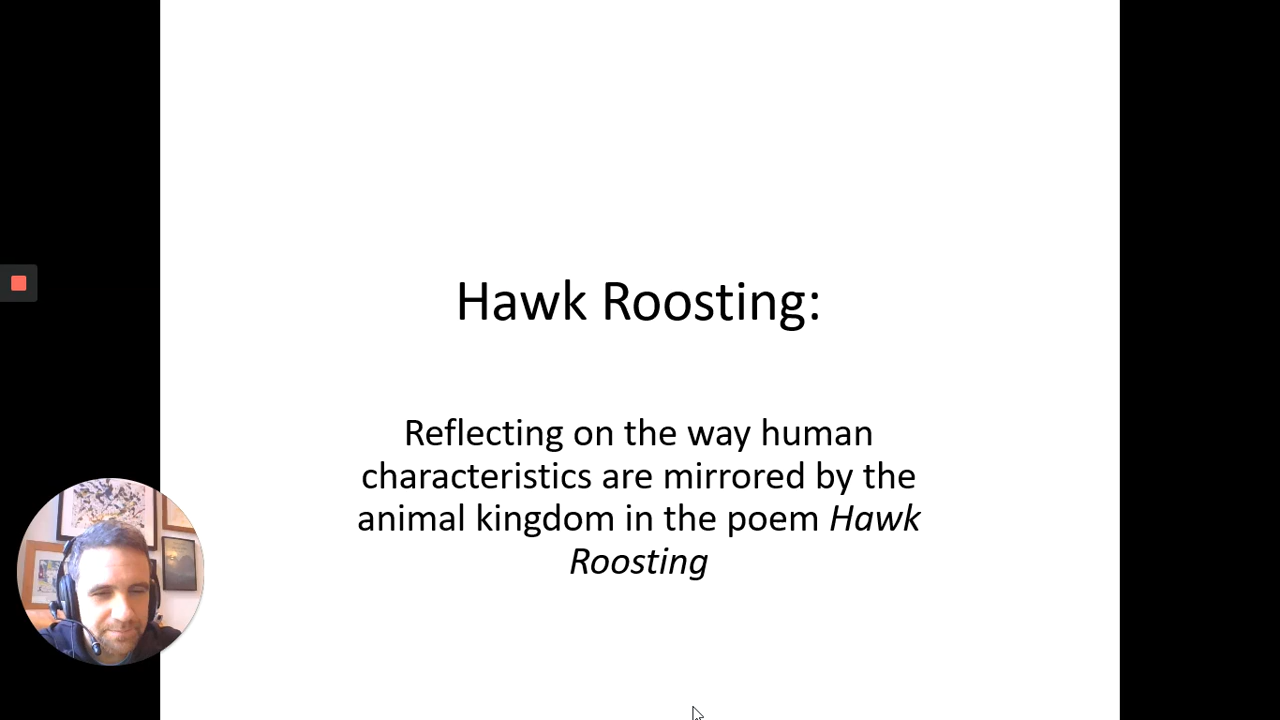 Hawk Roosting:
Reflecting on the way human
characteristics are mirrored by the
animal kingdom in the poem Hawk
Roosting